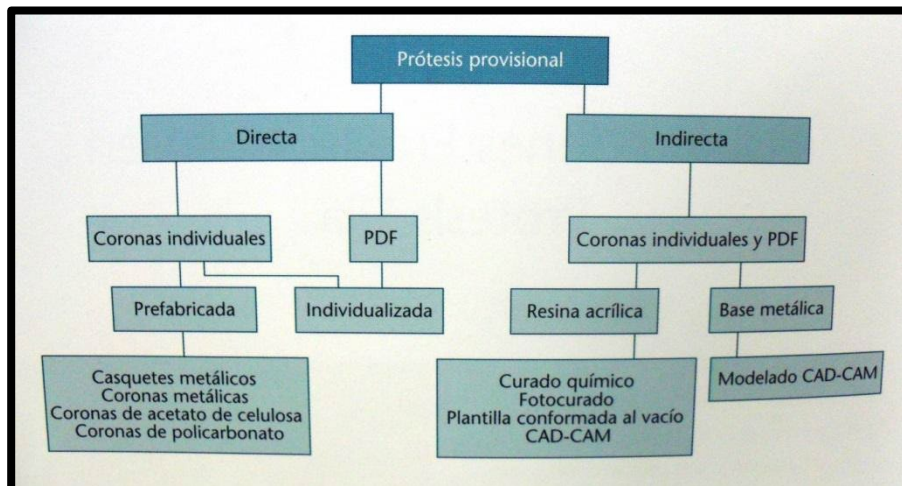 Prótesis provisional
Directa
Indirecta
Coronas individuales
PDF
Coronas individuales y PDF
Prefabricada
Individualizada
Resina acrílica
Base metálica
Casquetes metálicos
Coronas metálicas
Coronas de acetato de celulosa
Coronas de policarbonato
Curado químico
Fotocurado
Plantilla conformada al vacío
CAD-CAM
Modelado CAD-CAM